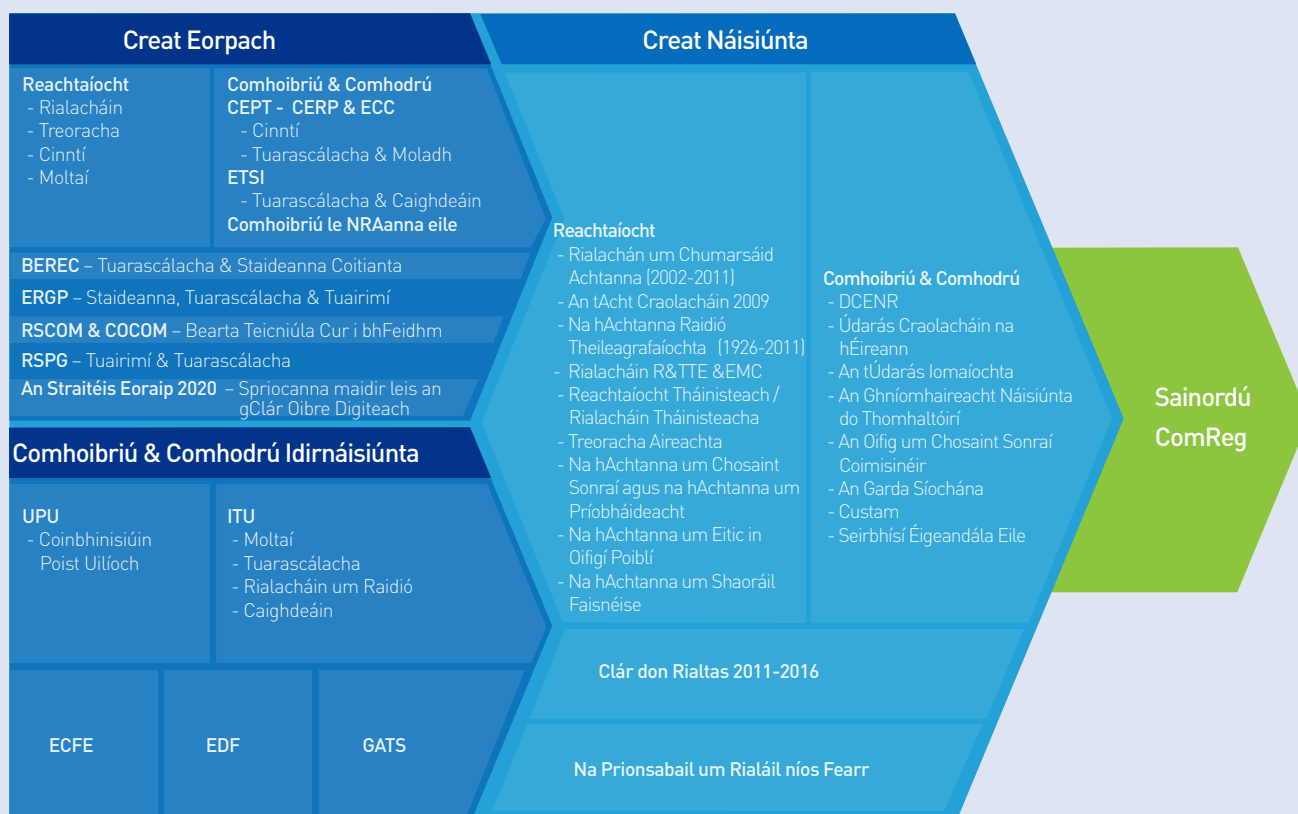 Creat Eorpach
Reachtaíocht
- Rialacháin
- Treoracha
- Cinntí
- Moltaí
Comhoibriú & Comhodrú
CEPT - CERP & ECC
- Cinntí
- Tuarascálacha & Moladh
ETSI
- Tuarascálacha & Caighdeáin
Comhoibriú le NRAanna eile
BEREC – Tuarascálacha & Staideanna Coitianta
ERGP – Staideanna, Tuarascálacha & Tuairimí
RSCOM & COCOM – Bearta Teicniúla Cur i bhFeidhm
RSPG – Tuairimí & Tuarascálacha
An Straitéis Eoraip 2020 – Spriocanna maidir leis an
gClár Oibre Digiteach
Comhoibriú & Comhodrú Idirnáisiúnta
UPU
- Coinbhinisiúin
Poist Uilíoch
ITU
- Moltaí
- Tuarascálacha
- Rialacháin um Raidió
- Caighdeáin
ECFE
EDF
GATS
Creat Náisiúnta
Reachtaíocht
- Rialachán um Chumarsáid
Achtanna (2002-2011)
- An tAcht Craolacháin 2009
- Na hAchtanna Raidió
Theileagrafaíochta (1926-2011)
- Rialacháin R&TTE &EMC
- Reachtaíocht Tháinisteach /
Rialacháin Tháinisteacha
- Treoracha Aireachta
- Na hAchtanna um Chosaint
Sonraí agus na hAchtanna um
Príobháideacht
- Na hAchtanna um Eitic in
Oifigí Poiblí
- Na hAchtanna um Shaoráil
Faisnéise
Comhoibriú & Comhodrú
- DCENR
- Údarás Craolacháin na
hÉireann
- An tÚdarás Iomaíochta
- An Ghníomhaireacht Náisiúnta
do Thomhaltóirí
- An Oifig um Chosaint Sonraí
Coimisinéir
- An Garda Síochána
- Custam
- Seirbhísí Éigeandála Eile
Clár don Rialtas 2011-2016
Na Prionsabail um Rialáil níos Fearr
Sainordú
ComReg